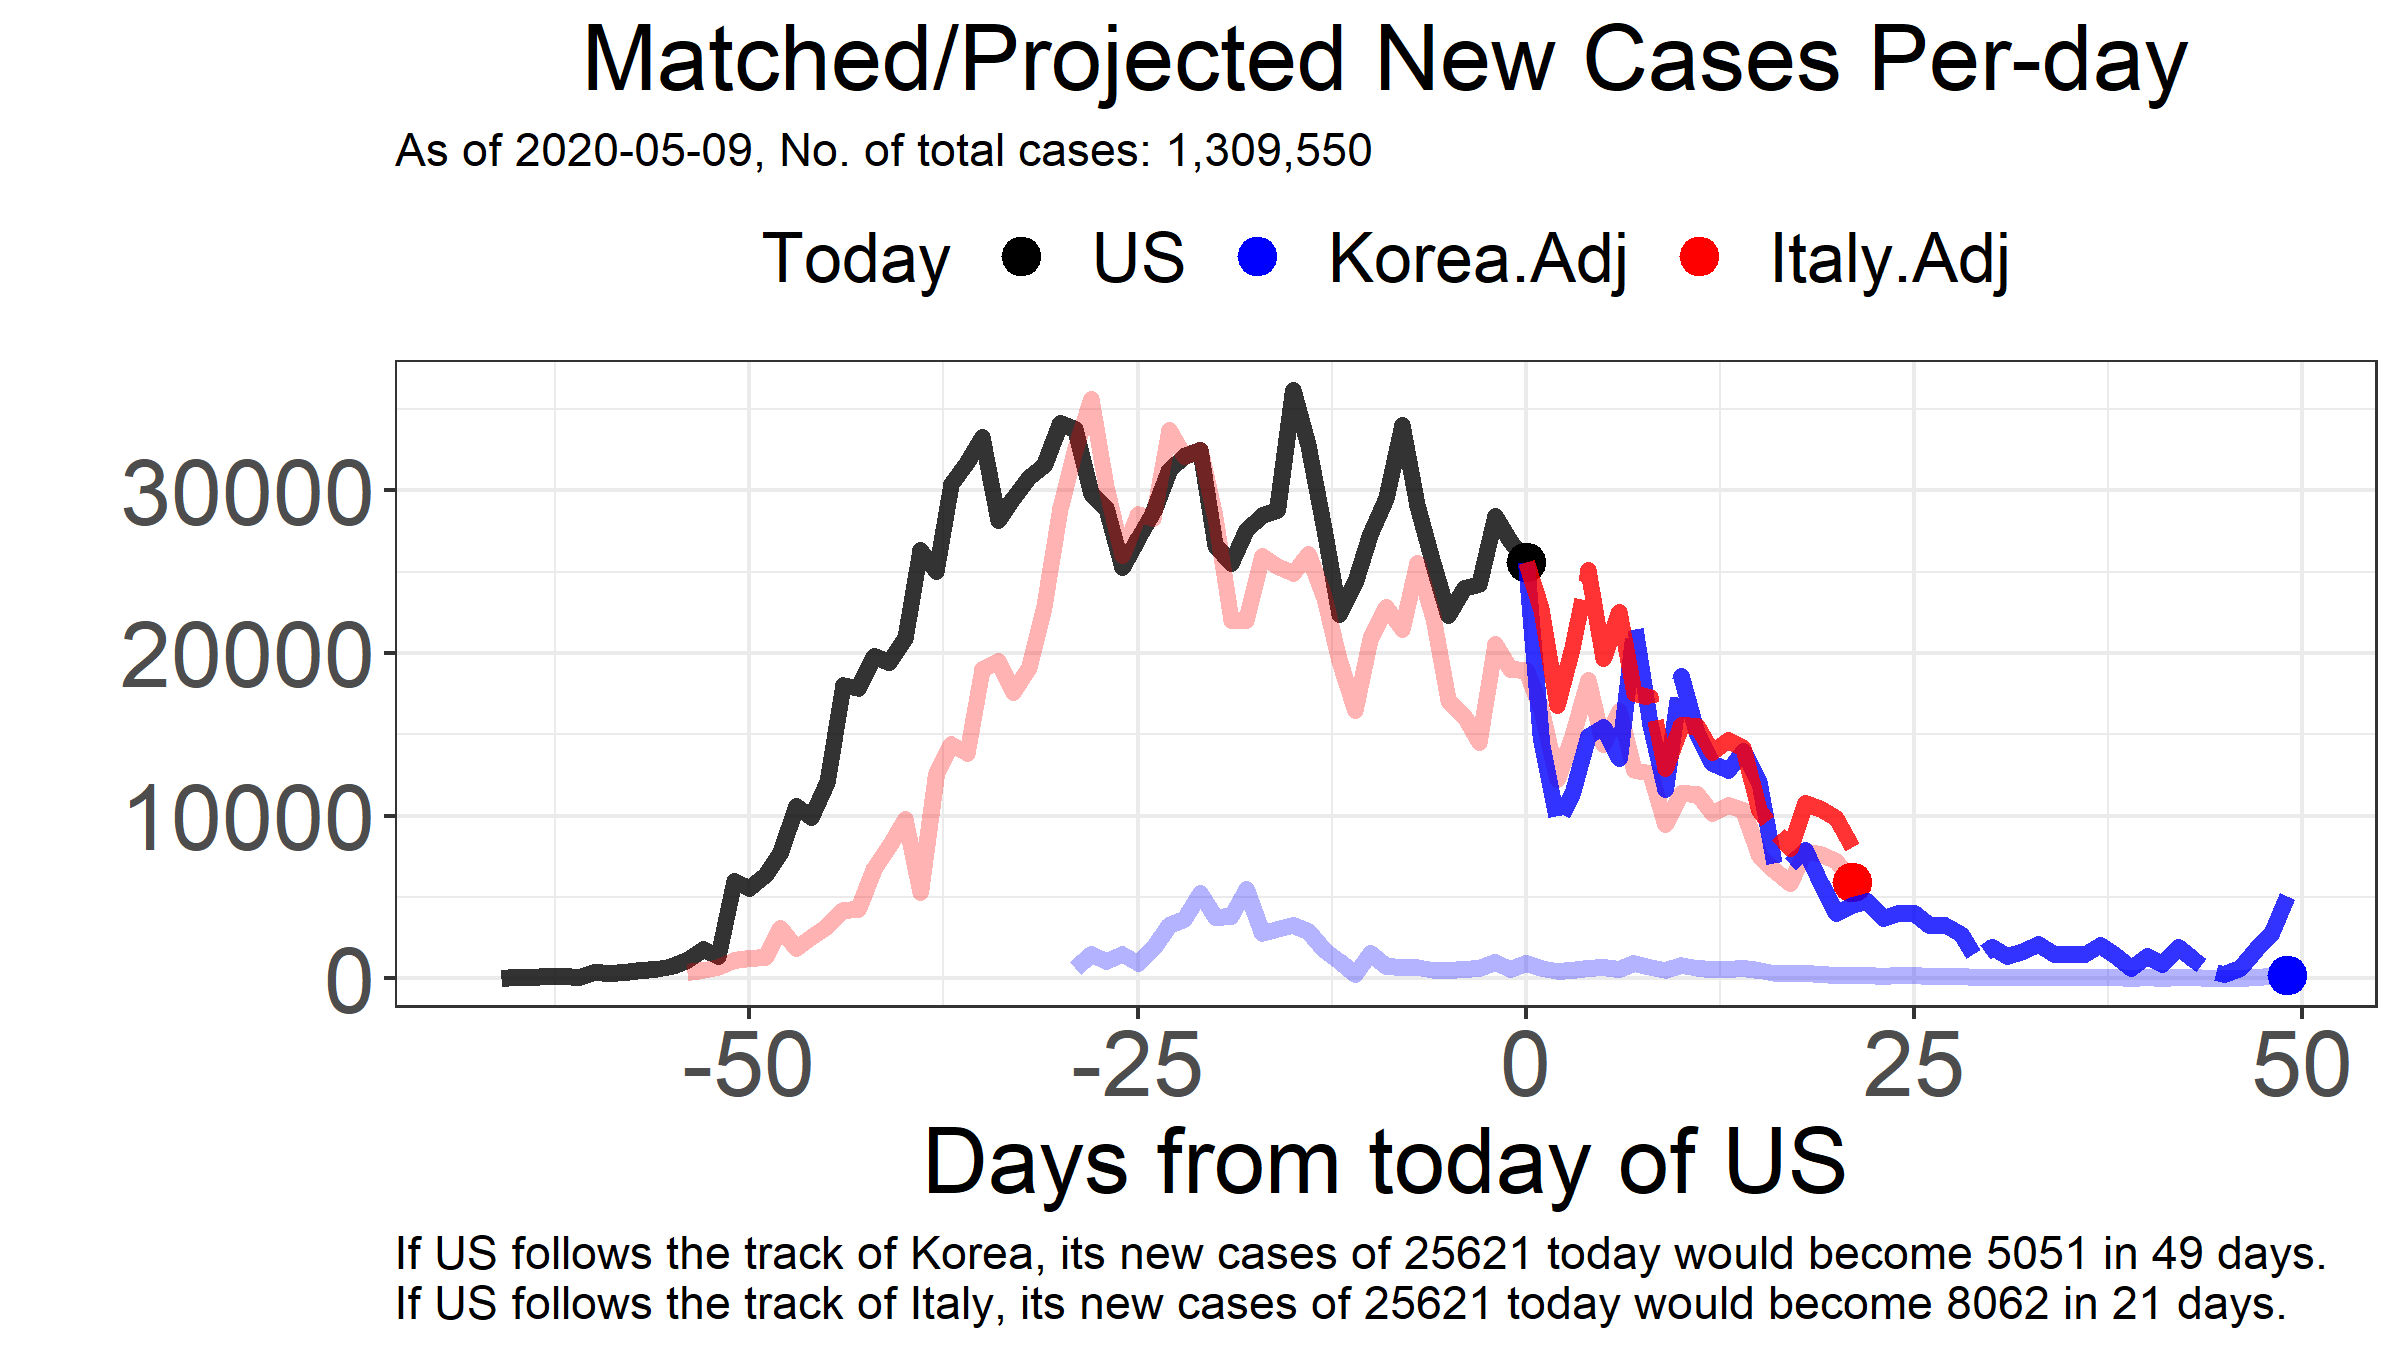 Matched/Projected New Cases Per-day
As of 2020-05-09, No. of total cases: 1,309,550
Today US Korea.Adj Italy.Adj
30000
20000
10000
0
-50 -25 0 25 50
Days from today of US
If US follows the track of Korea, its new cases of 25621 today would become 5051 in 49 days.
If US follows the track of Italy, its new cases of 25621 today would become 8062 in 21 days.